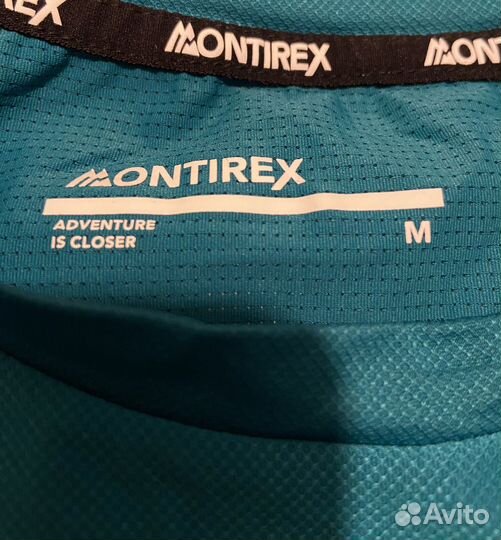 MONTIREX MONTIREX
MONTIREX
ADVENTURE
IS CLOSER
M
Avito